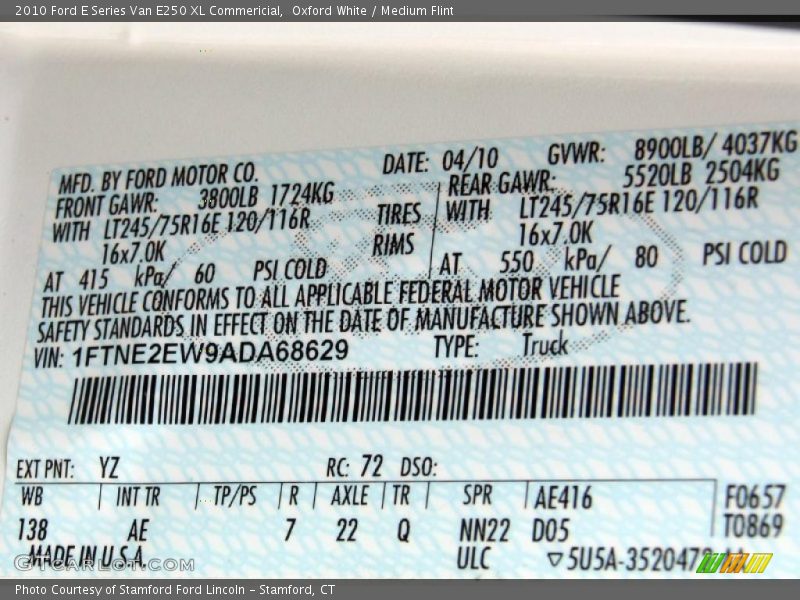 2010 Ford E Series Van E250 XL Commericial,  Oxford White / Medium Flint
MFD. BY FORD MOTOR CO. DATE: 04/10 GVWR: 8900LB/ 4037KG
FRONT GAWR: 3800LB 1724KG REAR GAWR: 5520LB 2504KG
WITH LT245/75R16E 120/116R TIRES WITH LT245/75R16E 120/116R
16x7.0K RIMS 16x7.0K
AT 415 kPa/ 60 PSI COLD AT 550 kPa/ 80 PSI COLD
THIS VEHICLE CONFORMS TO ALL APPLICABLE FEDERAL MOTOR VEHICLE
SAFETY STANDARDS IN EFFECT ON THE DATE OF MANUFACTURE SHOWN ABOVE.
VIN: 1FTNE2EW9ADA68629 TYPE: Truck
EXT PNT: YZ RC: 72 DSO:
WB INT TR TP/PS R AXLE TR SPR AE416 F0657
138 AE 7 22 Q NN22 D05 T0869
MADE IN U.S.A. ULC ▽5U5A-3520472
GTCARLOT.COM
Photo Courtesy of Stamford Ford Lincoln - Stamford, CT